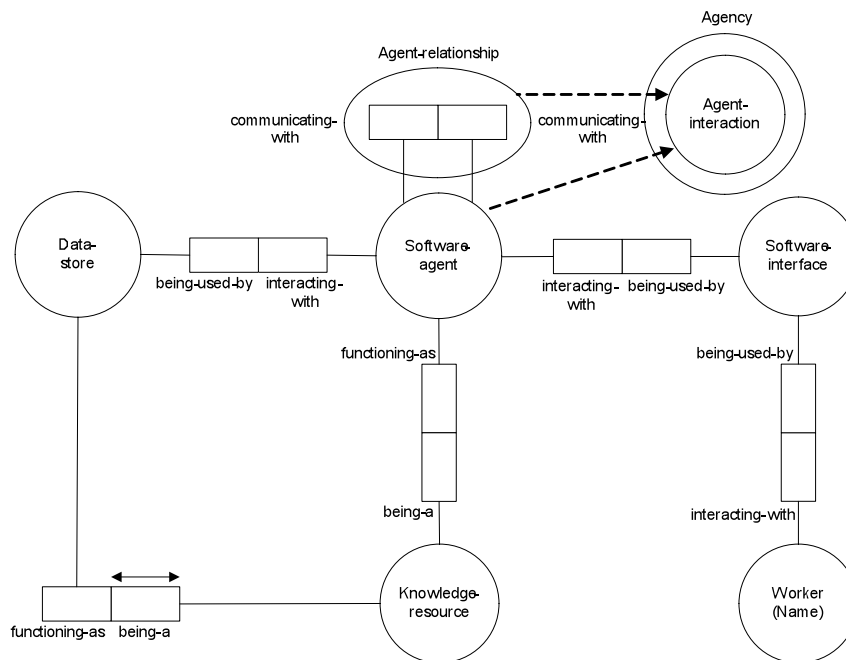 Agency
Agent-relationship
communicating-
with
communicating-
with
Agent-
interaction
Data-
store
being-used-by
interacting-
with
Software-
agent
interacting-
with
being-used-by
Software-
interface
functioning-as
being-used-by
being-a
interacting-with
functioning-as
being-a
Knowledge-
resource
Worker
(Name)